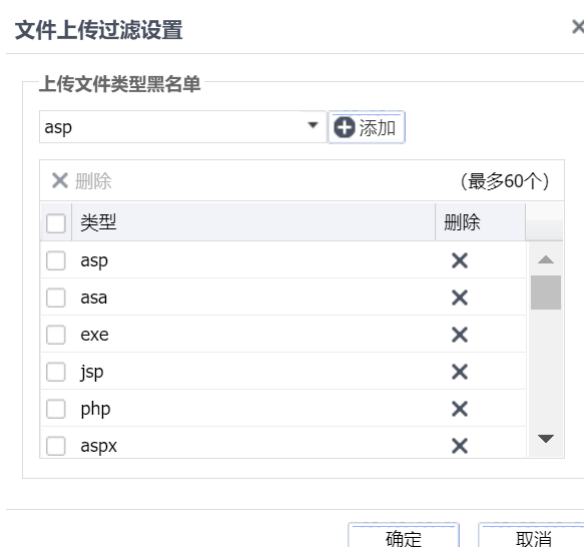 文件上传过滤设置
上传文件类型黑名单
asp 添加
删除 (最多60个)
类型 删除
asp
asa
exe
jsp
php
aspx
确定 取消